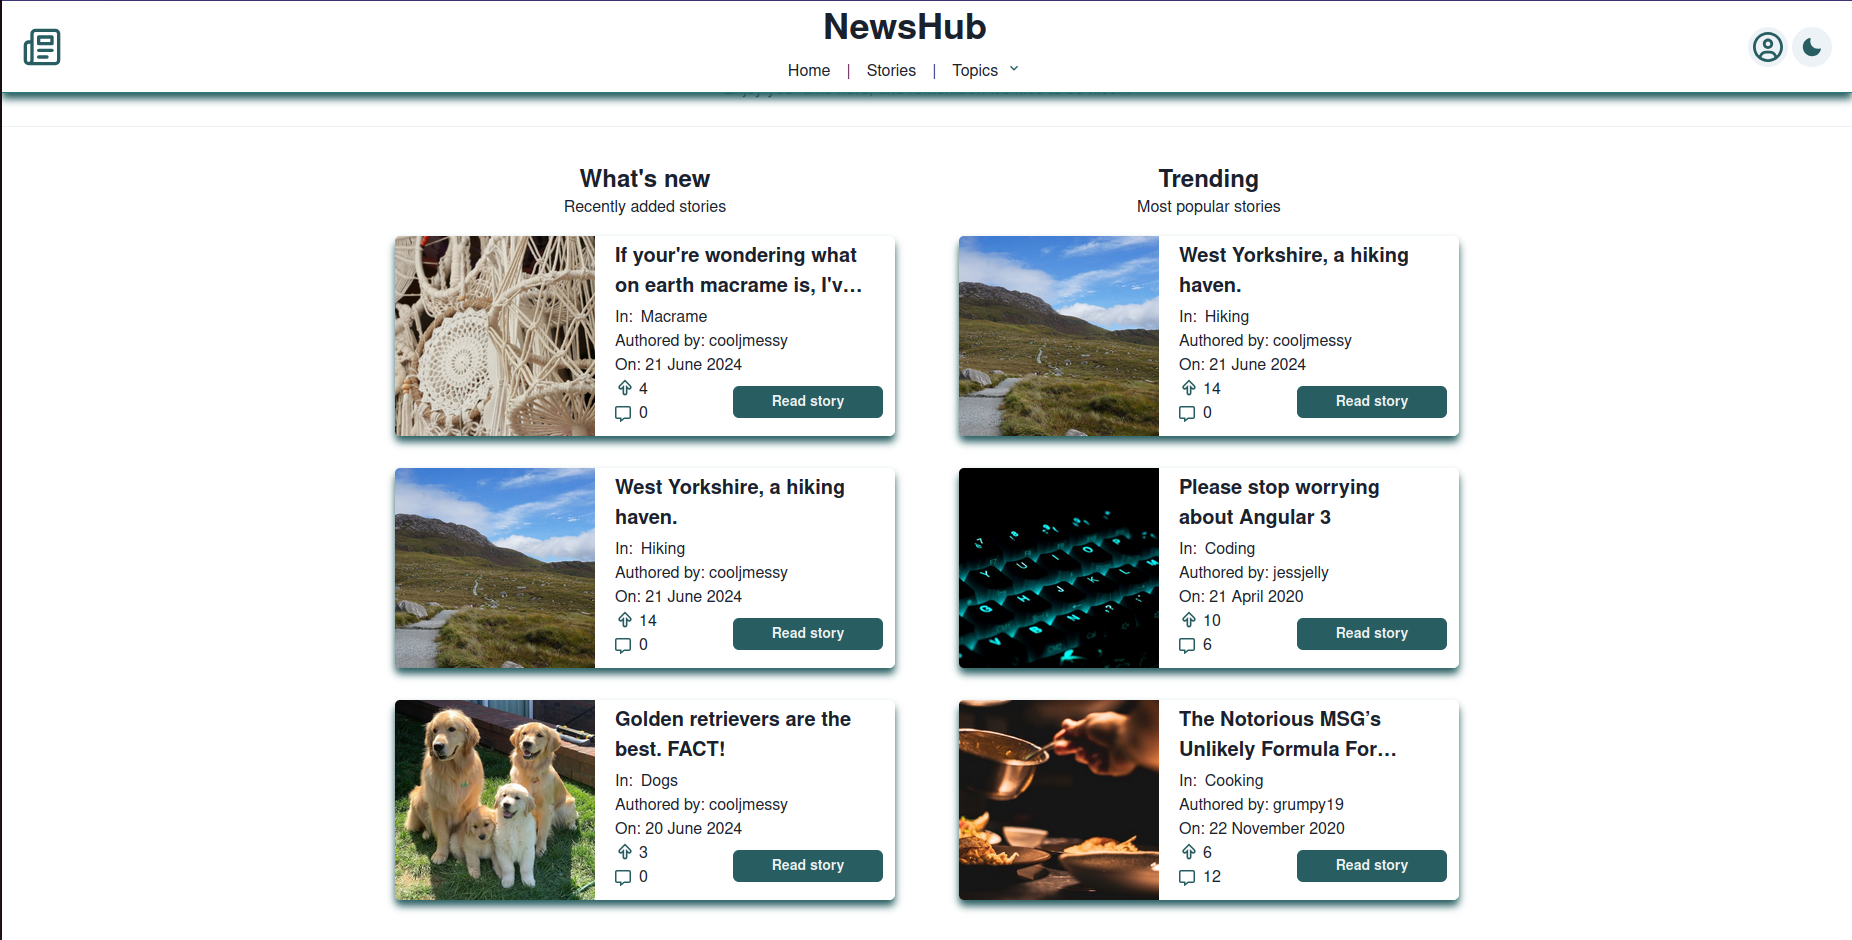 NewsHub
Home | Stories | Topics
What's new
Recently added stories
If your're wondering what
on earth macrame is, I'v...
In: Macrame
Authored by: cooljmessy
On: 21 June 2024
4
0
Read story
West Yorkshire, a hiking
haven.
In: Hiking
Authored by: cooljmessy
On: 21 June 2024
14
0
Read story
Golden retrievers are the
best. FACT!
In: Dogs
Authored by: cooljmessy
On: 20 June 2024
3
0
Read story
Trending
Most popular stories
West Yorkshire, a hiking
haven.
In: Hiking
Authored by: cooljmessy
On: 21 June 2024
14
0
Read story
Please stop worrying
about Angular 3
In: Coding
Authored by: jessjelly
On: 21 April 2020
10
6
Read story
The Notorious MSG’s
Unlikely Formula For...
In: Cooking
Authored by: grumpy19
On: 22 November 2020
6
12
Read story